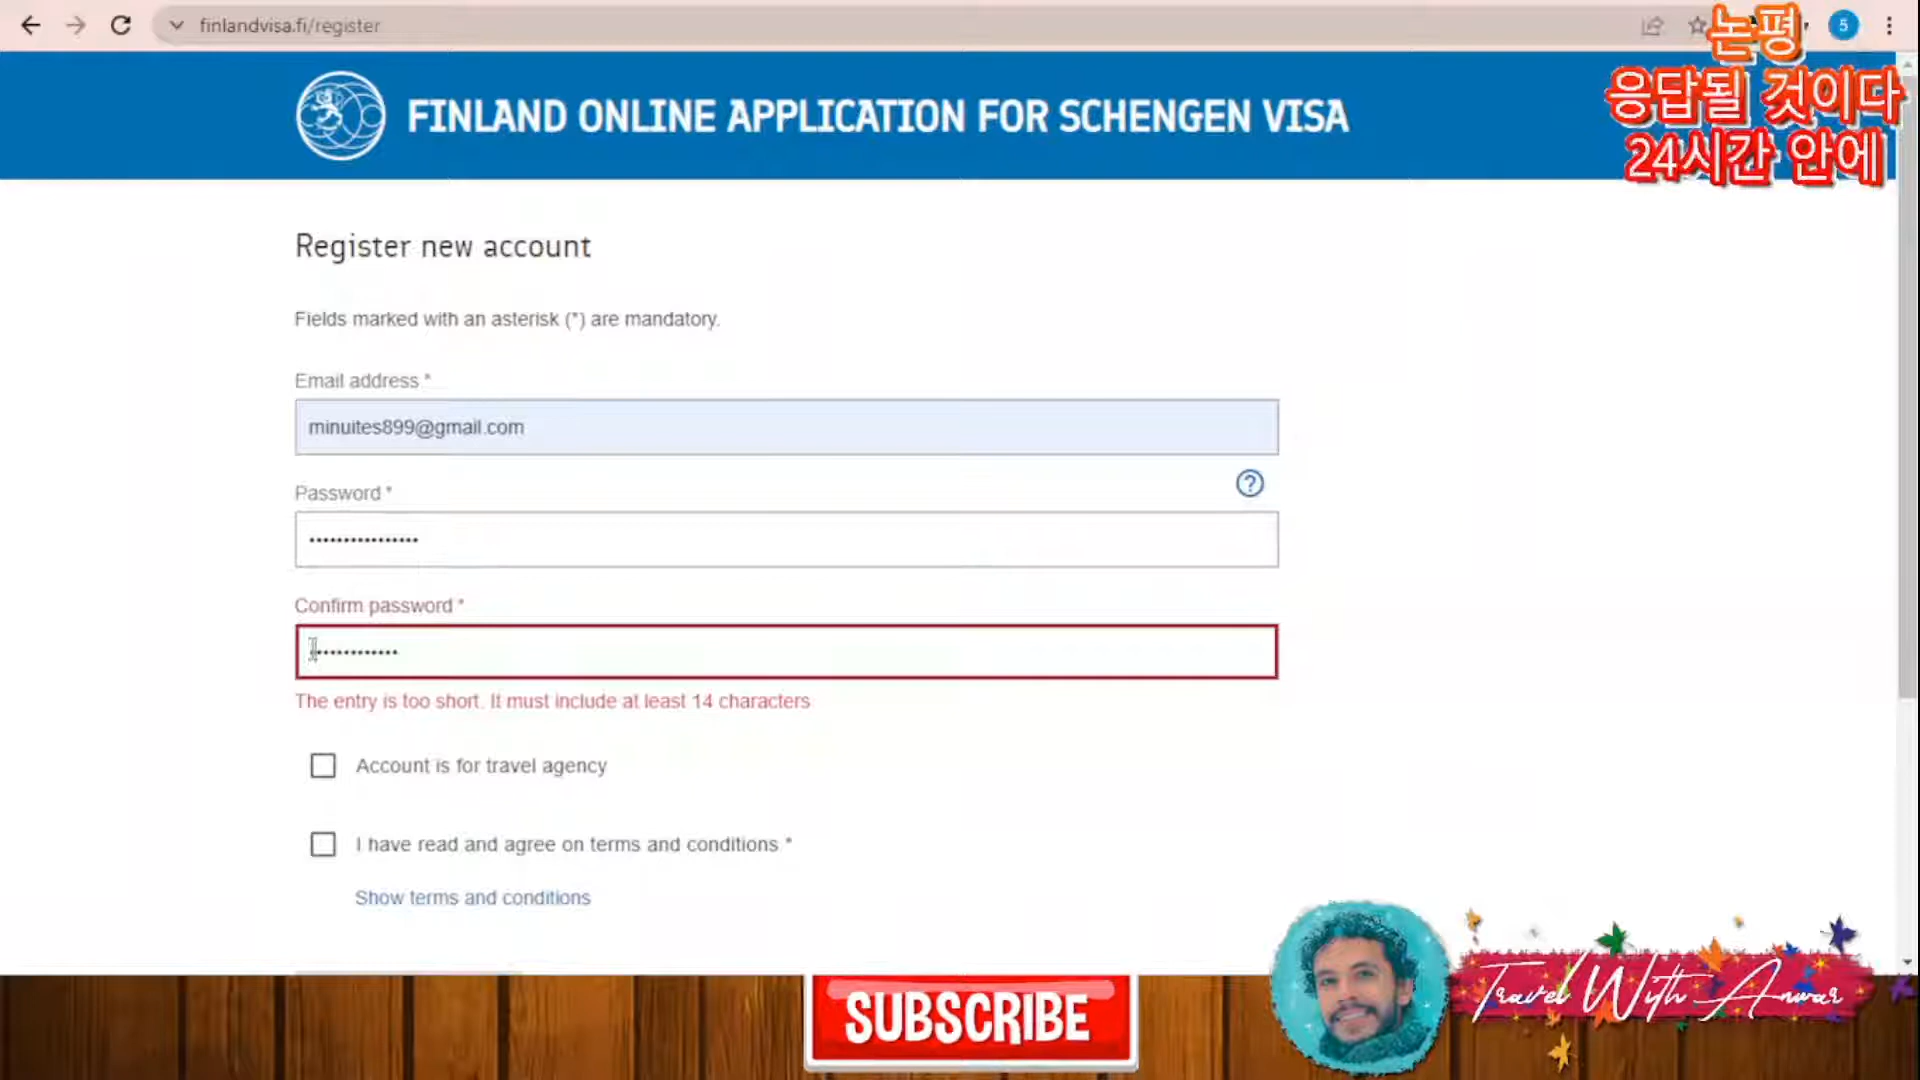 finlandvisa.fi/register
5
논평
응답될 것이다
24시간 안에
FINLAND ONLINE APPLICATION FOR SCHENGEN VISA
Register new account
Fields marked with an asterisk (*) are mandatory.
Email address *
minuites899@gmail.com
Password *
?
••••••••••••••••
Confirm password *
•••••••••••••
The entry is too short. It must include at least 14 characters
Account is for travel agency
I have read and agree on terms and conditions *
Show terms and conditions
SUBSCRIBE
Travel With Anwar